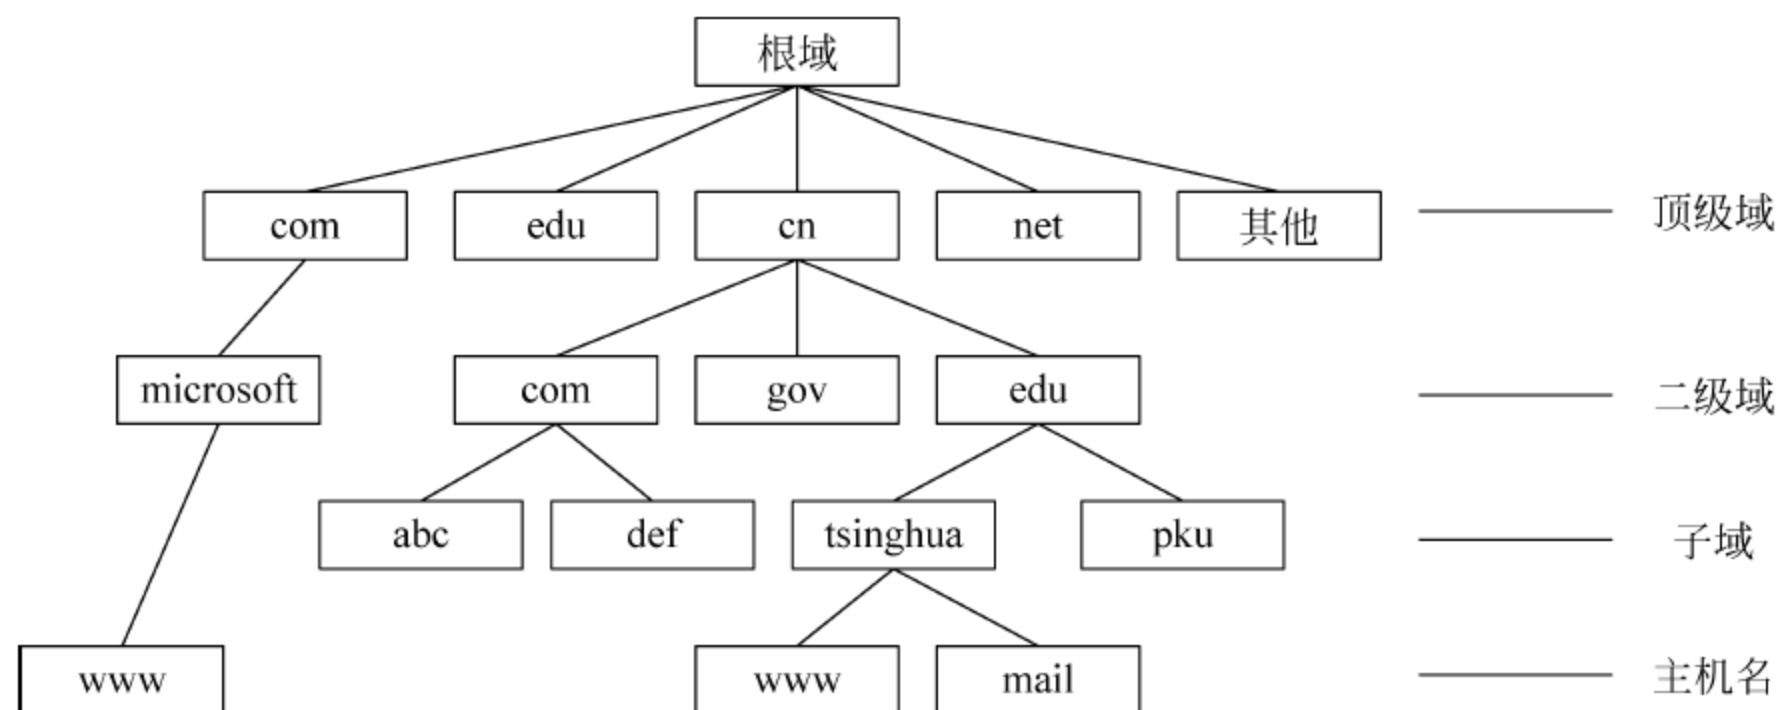 根域
com edu cn net 其他 顶级域
microsoft com gov edu 二级域
abc def tsinghua pku 子域
www www mail 主机名